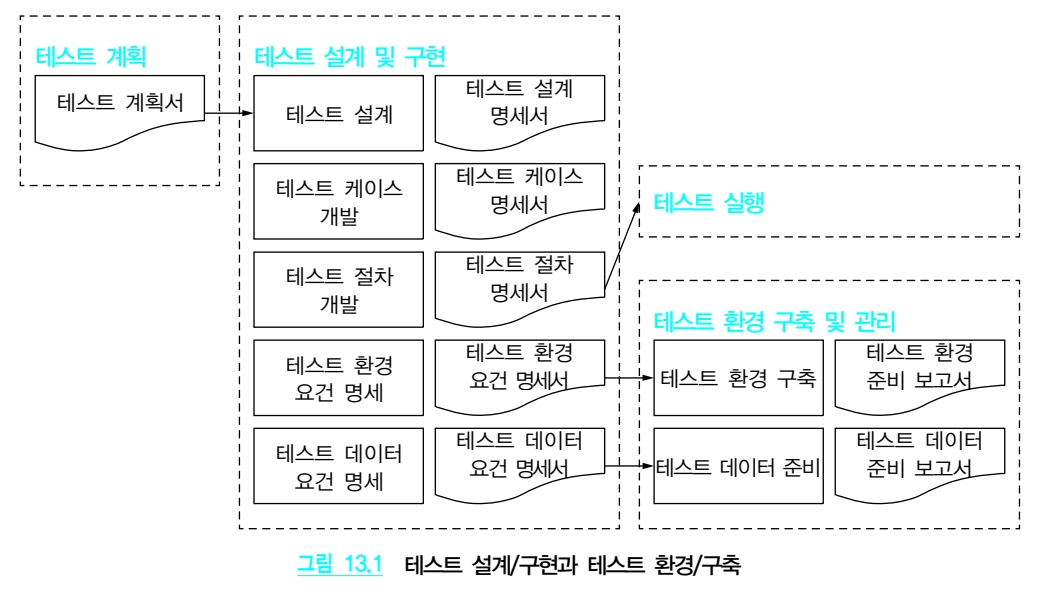 테스트 계획
테스트 계획서
테스트 설계 및 구현
테스트 설계
테스트 설계
명세서
테스트 케이스
개발
테스트 케이스
명세서
테스트 절차
개발
테스트 절차
명세서
테스트 환경
요건 명세
테스트 환경
요건 명세서
테스트 데이터
요건 명세
테스트 데이터
요건 명세서
테스트 실행
테스트 환경 구축 및 관리
테스트 환경 구축
테스트 환경
준비 보고서
테스트 데이터 준비
테스트 데이터
준비 보고서
그림 13.1 테스트 설계/구현과 테스트 환경/구축